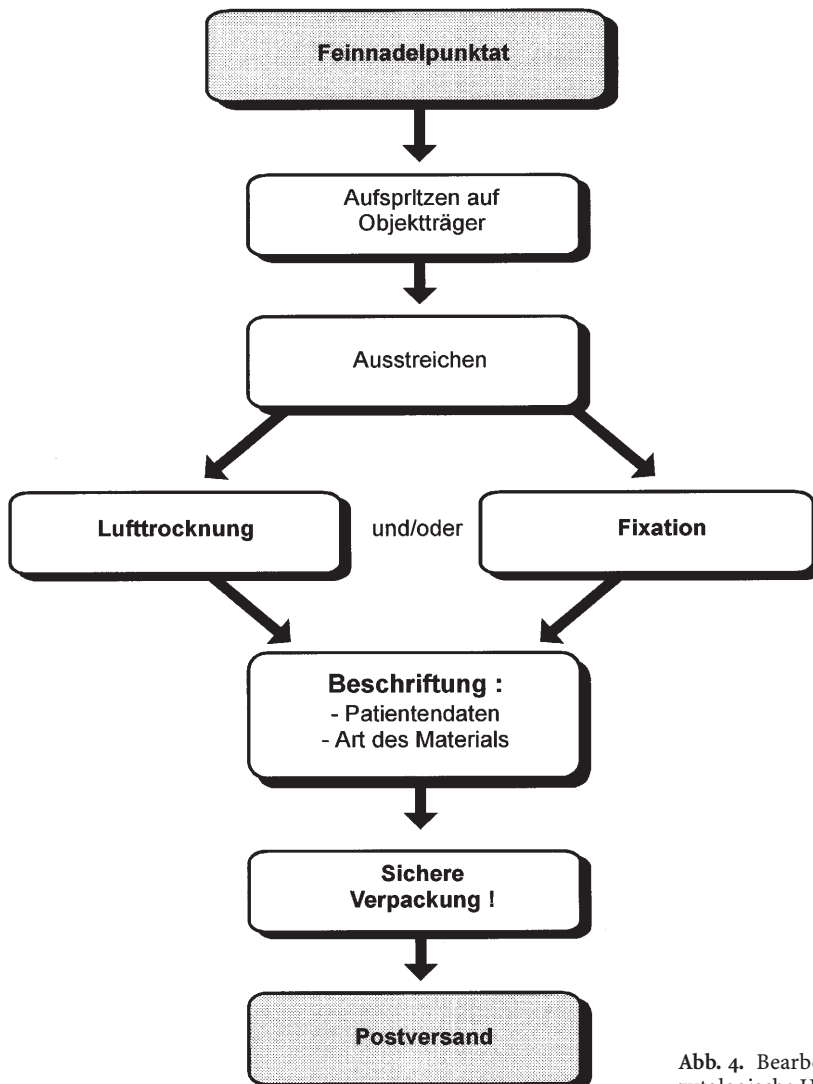 Feinnadelpunktat
Aufspritzen auf
Objektträger
Ausstreichen
Lufttrocknung und/oder Fixation
Beschriftung :
- Patientendaten
- Art des Materials
Sichere
Verpackung !
Postversand
Abb. 4. Bearbe